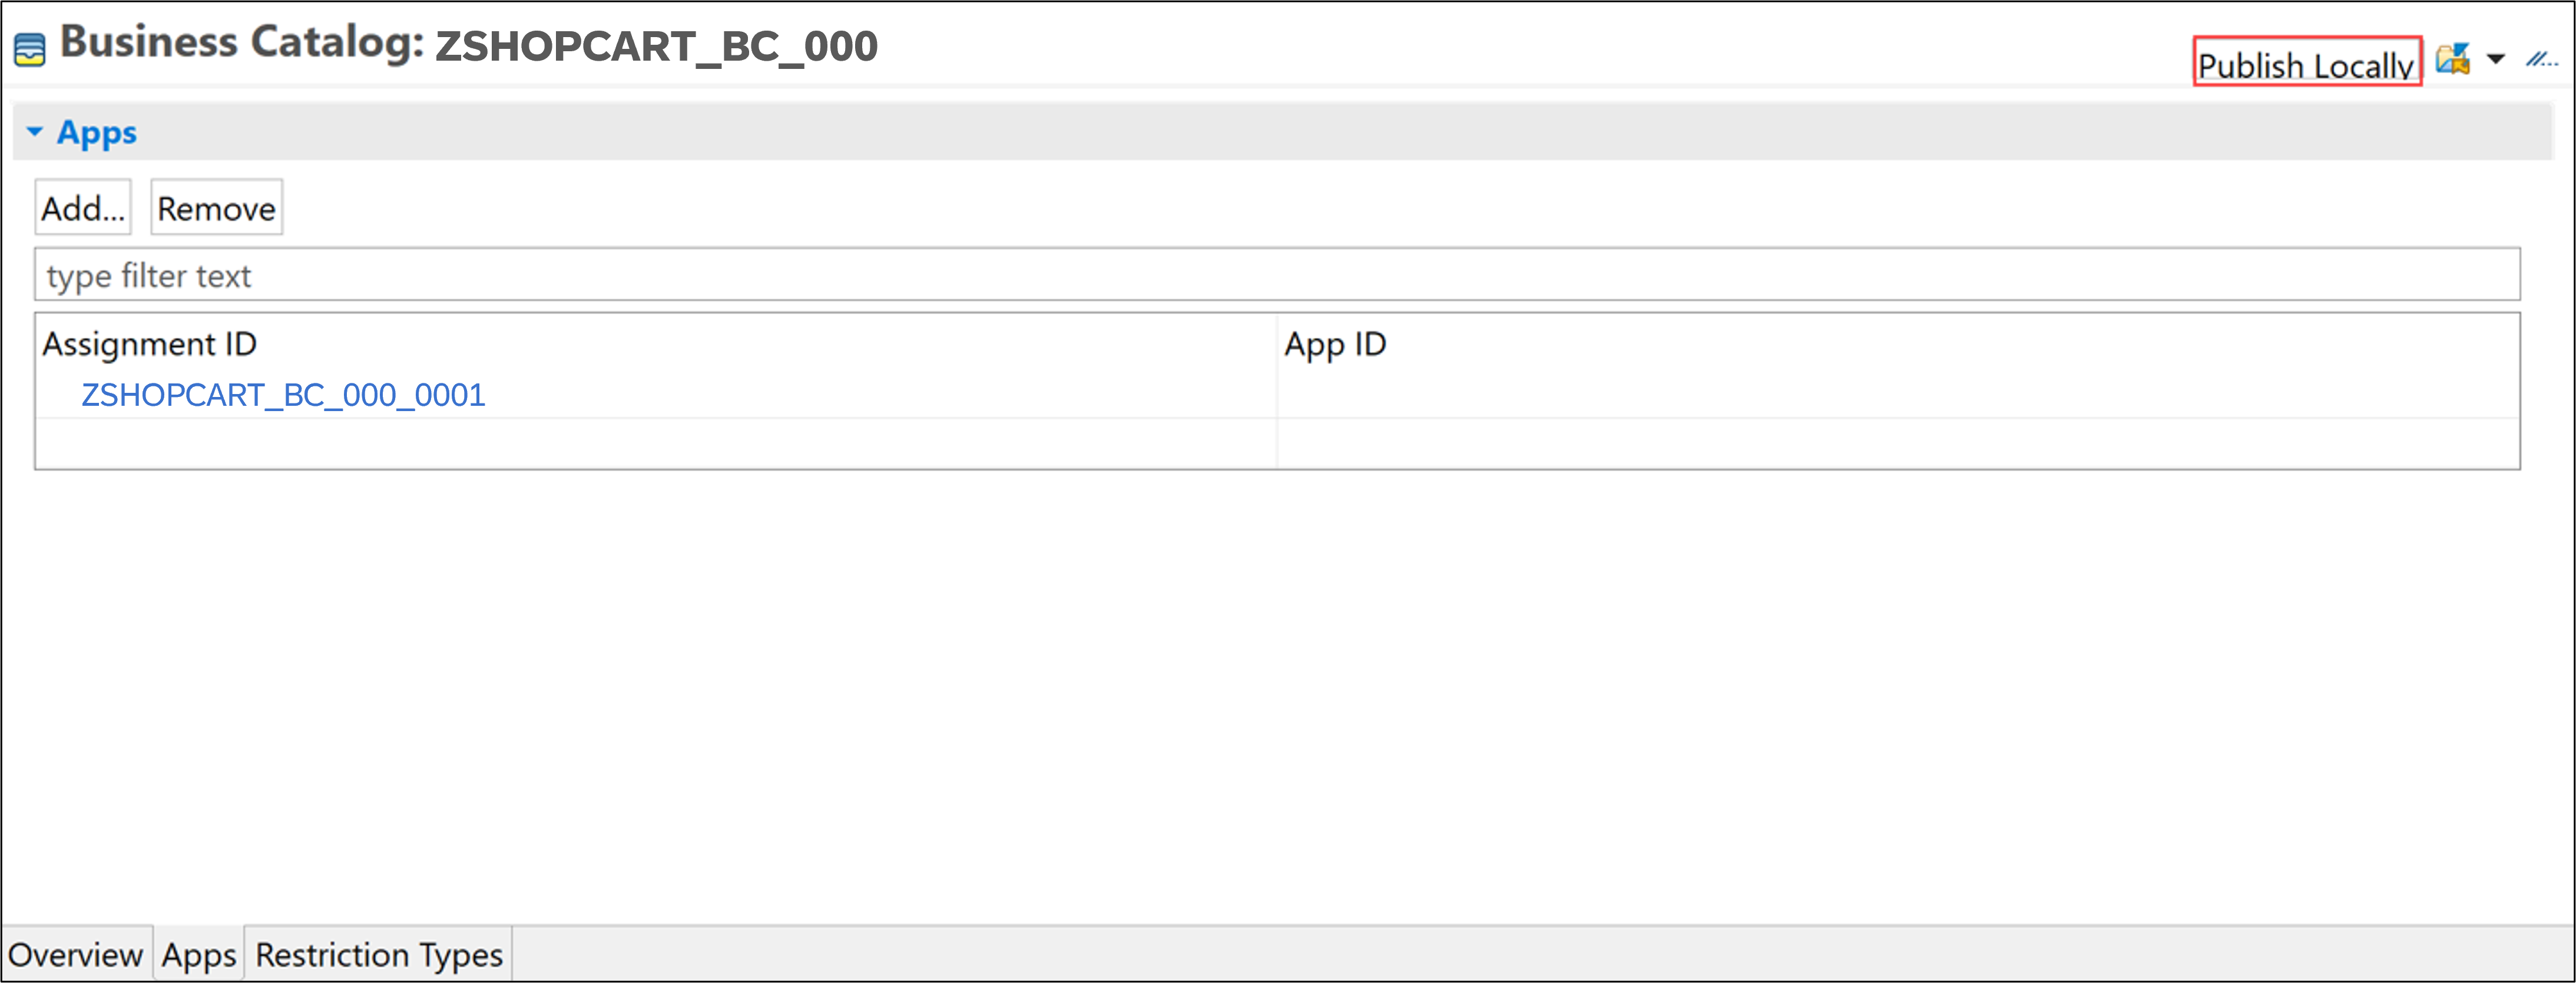 Business Catalog: ZSHOPCART_BC_000
Publish Locally
Apps
Add... Remove
type filter text
Assignment ID App ID
ZSHOPCART_BC_000_0001
Overview Apps Restriction Types